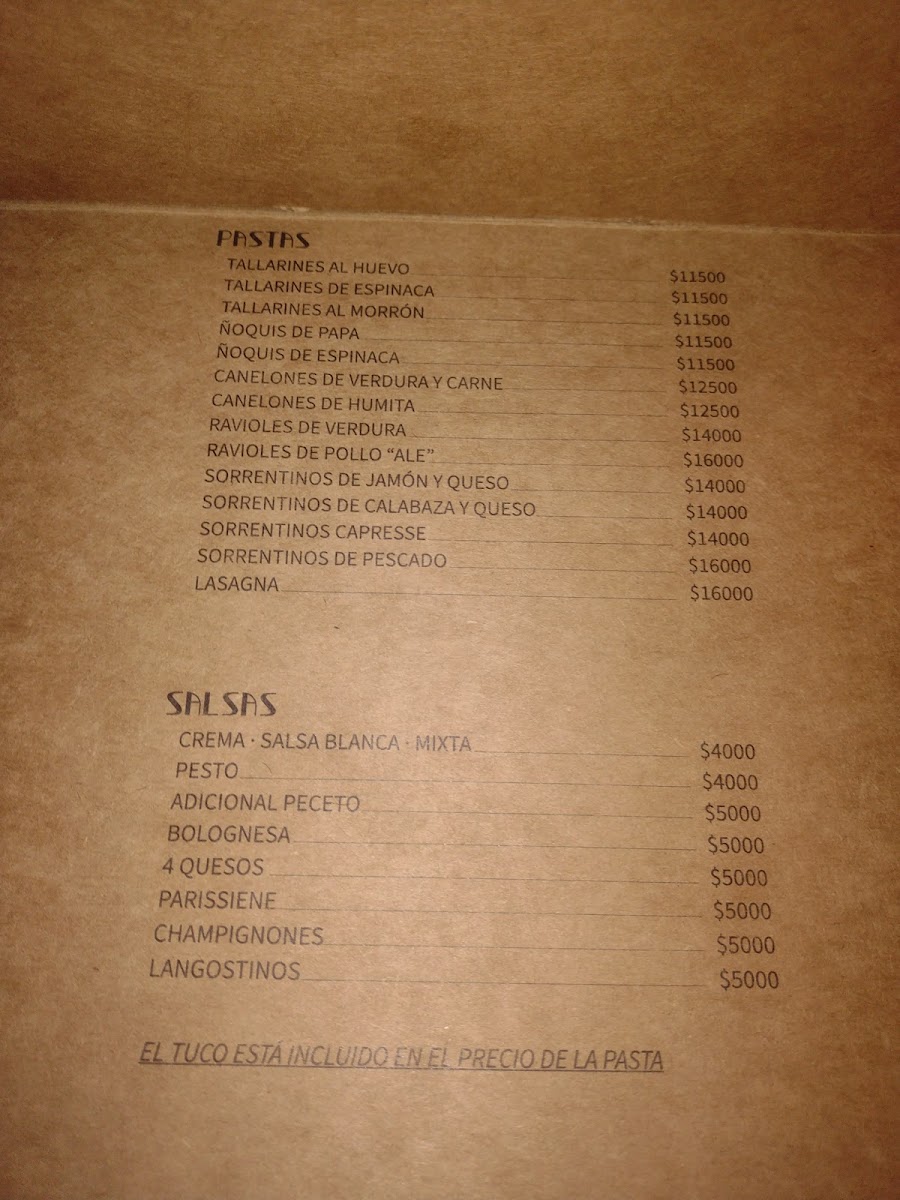 PASTAS
TALLARINES AL HUEVO $11500
TALLARINES DE ESPINACA $11500
TALLARINES AL MORRÓN $11500
ÑOQUIS DE PAPA $11500
ÑOQUIS DE ESPINACA $11500
CANELONES DE VERDURA Y CARNE $12500
CANELONES DE HUMITA $12500
RAVIOLES DE VERDURA $14000
RAVIOLES DE POLLO “ALE” $16000
SORRENTINOS DE JAMÓN Y QUESO $14000
SORRENTINOS DE CALABAZA Y QUESO $14000
SORRENTINOS CAPRESSE $14000
SORRENTINOS DE PESCADO $16000
LASAGNA $16000
SALSAS
CREMA · SALSA BLANCA · MIXTA $4000
PESTO $4000
ADICIONAL PECETO $5000
BOLOGNESA $5000
4 QUESOS $5000
PARISSIENE $5000
CHAMPIGNONES $5000
LANGOSTINOS $5000
EL TUCO ESTÁ INCLUIDO EN EL PRECIO DE LA PASTA